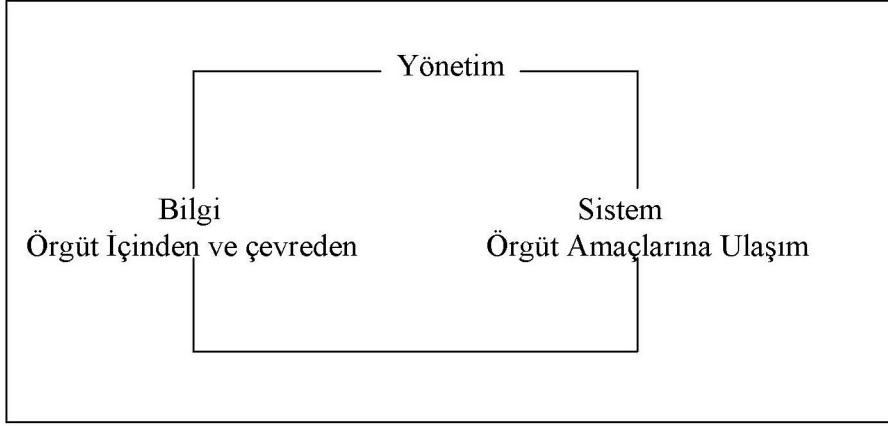 Yönetim
Bilgi
Sistem
Örgüt İçinden ve çevreden
Örgüt Amaçlarına Ulaşım